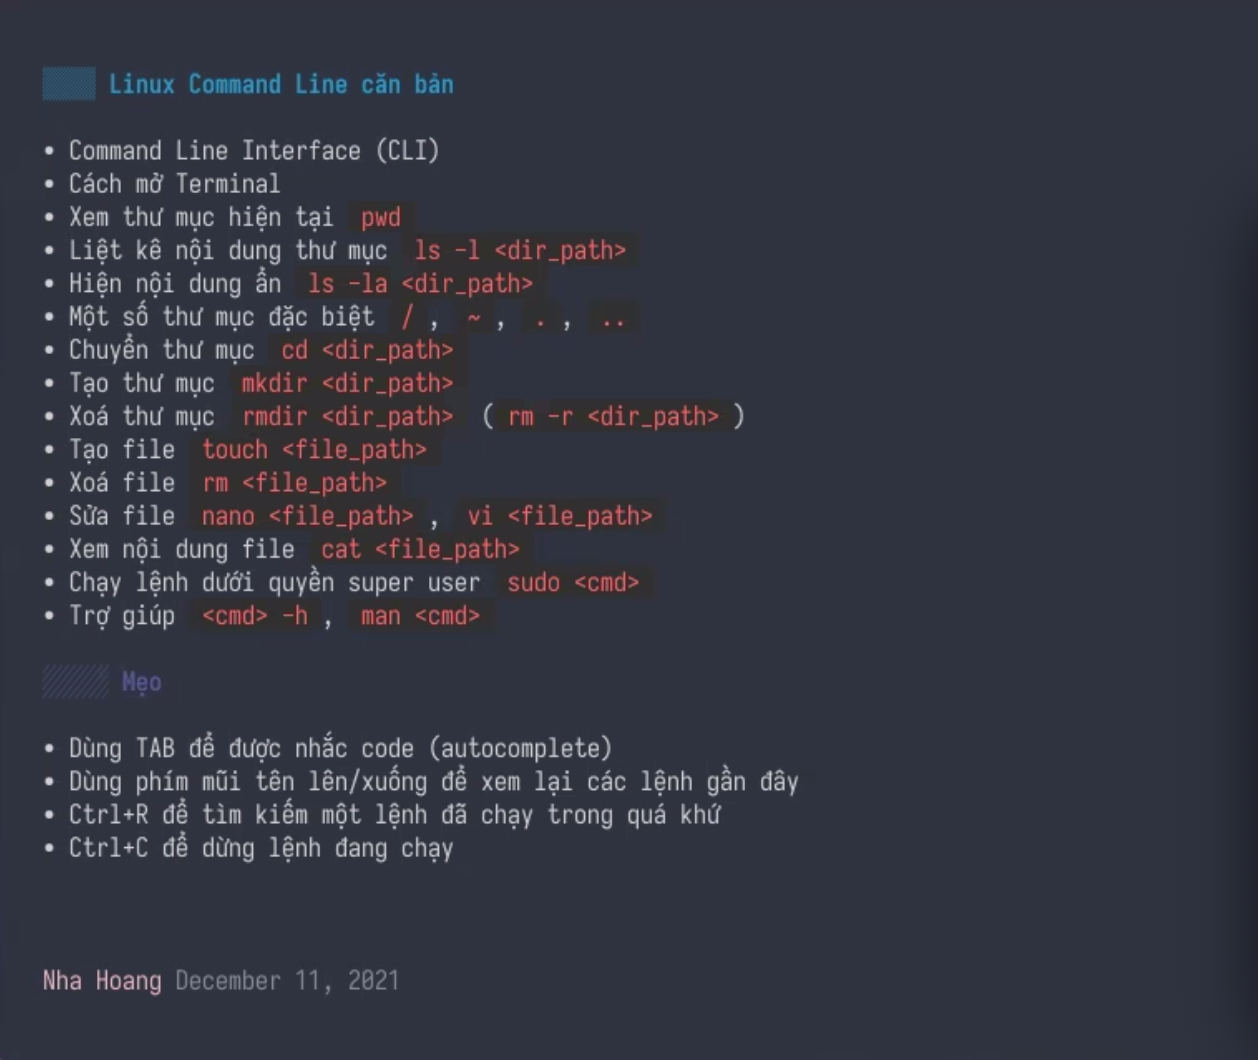 Linux Command Line căn bản
• Command Line Interface (CLI)
• Cách mở Terminal
• Xem thư mục hiện tại pwd
• Liệt kê nội dung thư mục ls -l <dir_path>
• Hiện nội dung ẩn ls -la <dir_path>
• Một số thư mục đặc biệt / , ~ , . , ..
• Chuyển thư mục cd <dir_path>
• Tạo thư mục mkdir <dir_path>
• Xoá thư mục rmdir <dir_path> ( rm -r <dir_path> )
• Tạo file touch <file_path>
• Xoá file rm <file_path>
• Sửa file nano <file_path> , vi <file_path>
• Xem nội dung file cat <file_path>
• Chạy lệnh dưới quyền super user sudo <cmd>
• Trợ giúp <cmd> -h , man <cmd>
Mẹo
• Dùng TAB để được nhắc code (autocomplete)
• Dùng phím mũi tên lên/xuống để xem lại các lệnh gần đây
• Ctrl+R để tìm kiếm một lệnh đã chạy trong quá khứ
• Ctrl+C để dừng lệnh đang chạy
Nha Hoang December 11, 2021